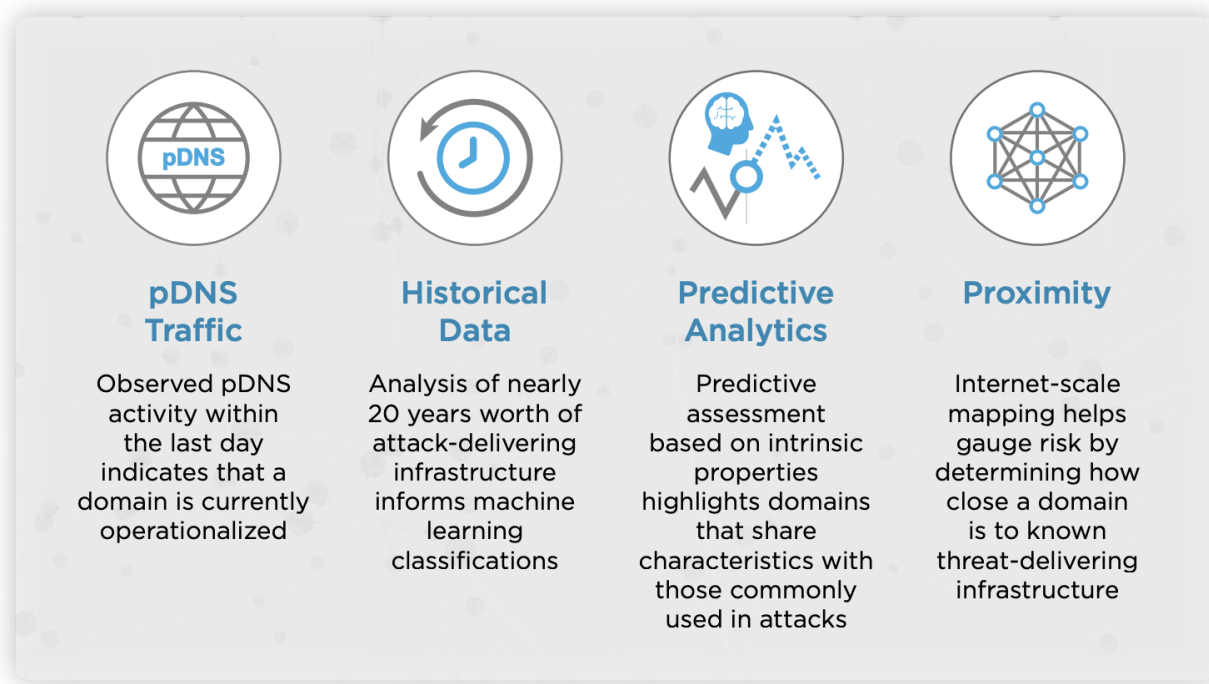 pDNS
pDNS
Traffic
Observed pDNS
activity within
the last day
indicates that a
domain is currently
operationalized
Historical
Data
Analysis of nearly
20 years worth of
attack-delivering
infrastructure
informs machine
learning
classifications
Predictive
Analytics
Predictive
assessment
based on intrinsic
properties
highlights domains
that share
characteristics with
those commonly
used in attacks
Proximity
Internet-scale
mapping helps
gauge risk by
determining how
close a domain
is to known
threat-delivering
infrastructure